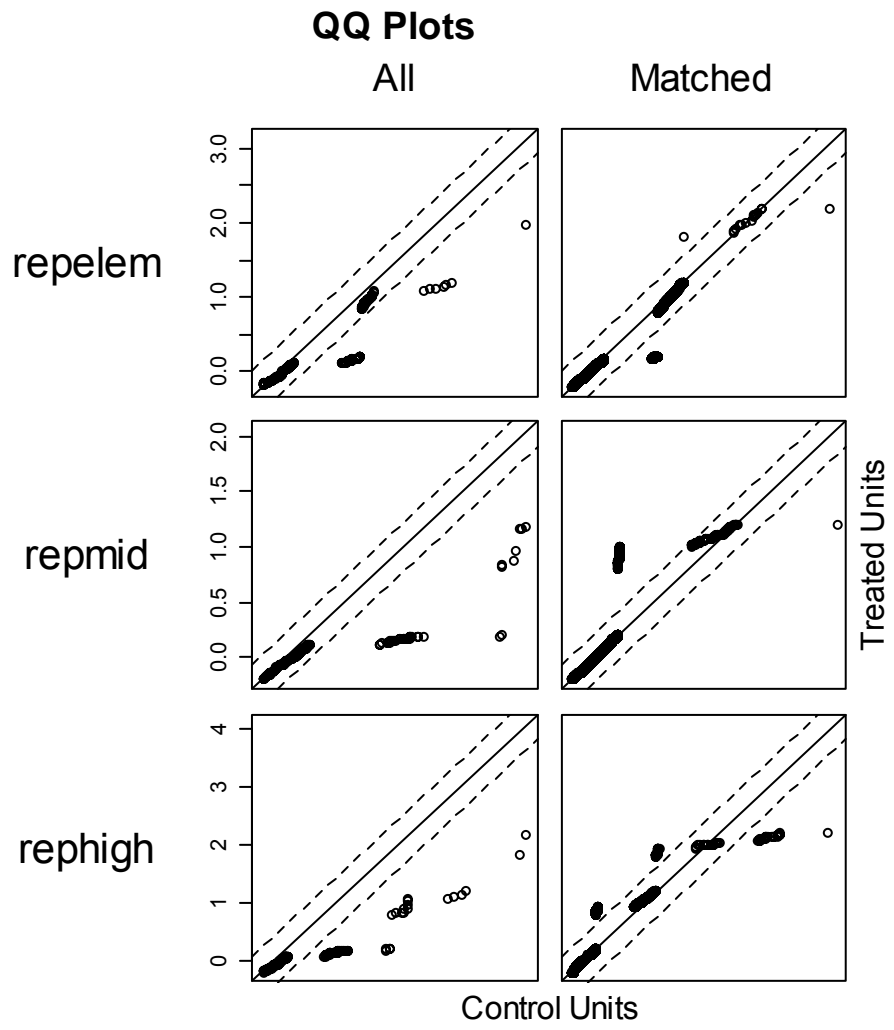 QQ Plots
All
Matched
repelem
0.0 1.0 2.0 3.0
repmid
0.0 0.5 1.0 1.5 2.0
Treated Units
rephigh
0 1 2 3 4
Control Units